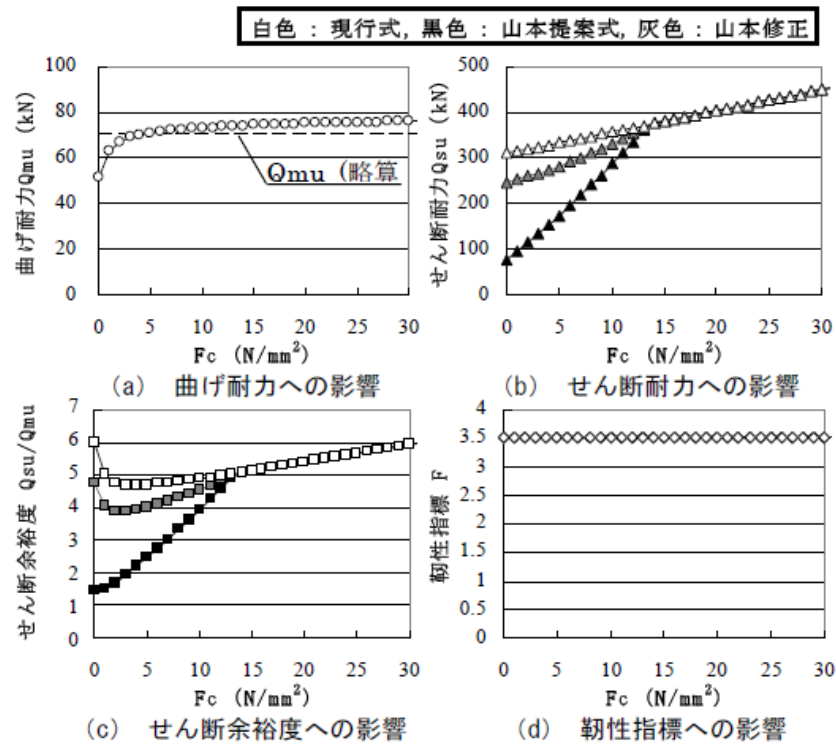 白色 : 現行式, 黒色 : 山本提案式, 灰色 : 山本修正
曲げ耐力Qmu (kN)
100
80
60
40
20
0
Qmu (略算
0 5 10 15 20 25 30
Fc (N/mm²)
(a) 曲げ耐力への影響
せん断耐力Qsu (kN)
500
400
300
200
100
0
0 5 10 15 20 25 30
Fc (N/mm²)
(b) せん断耐力への影響
せん断余裕度 Qsu/Qmu
7
6
5
4
3
2
1
0
0 5 10 15 20 25 30
Fc (N/mm²)
(c) せん断余裕度への影響
靭性指標 F
4
3.5
3
2.5
2
1.5
1
0.5
0
0 5 10 15 20 25 30
Fc (N/mm²)
(d) 靭性指標への影響